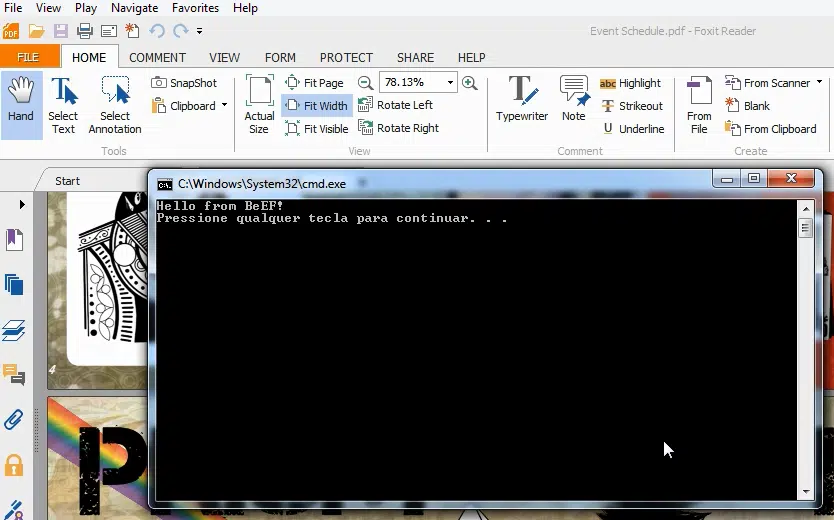 File View Play Navigate Favorites Help
Event Schedule.pdf - Foxit Reader
FILE HOME COMMENT VIEW FORM PROTECT SHARE HELP
Hand
Select Text
Select Annotation
SnapShot
Clipboard
Tools
Actual Size
Fit Page
Fit Width
Fit Visible
78.13%
Rotate Left
Rotate Right
View
Typewriter
Note
abc Highlight
Strikeout
U Underline
Comment
From File
From Scanner
Blank
From Clipboard
Create
Start
C:\Windows\System32\cmd.exe
Hello from BeEF!
Pressione qualquer tecla para continuar. . .
4